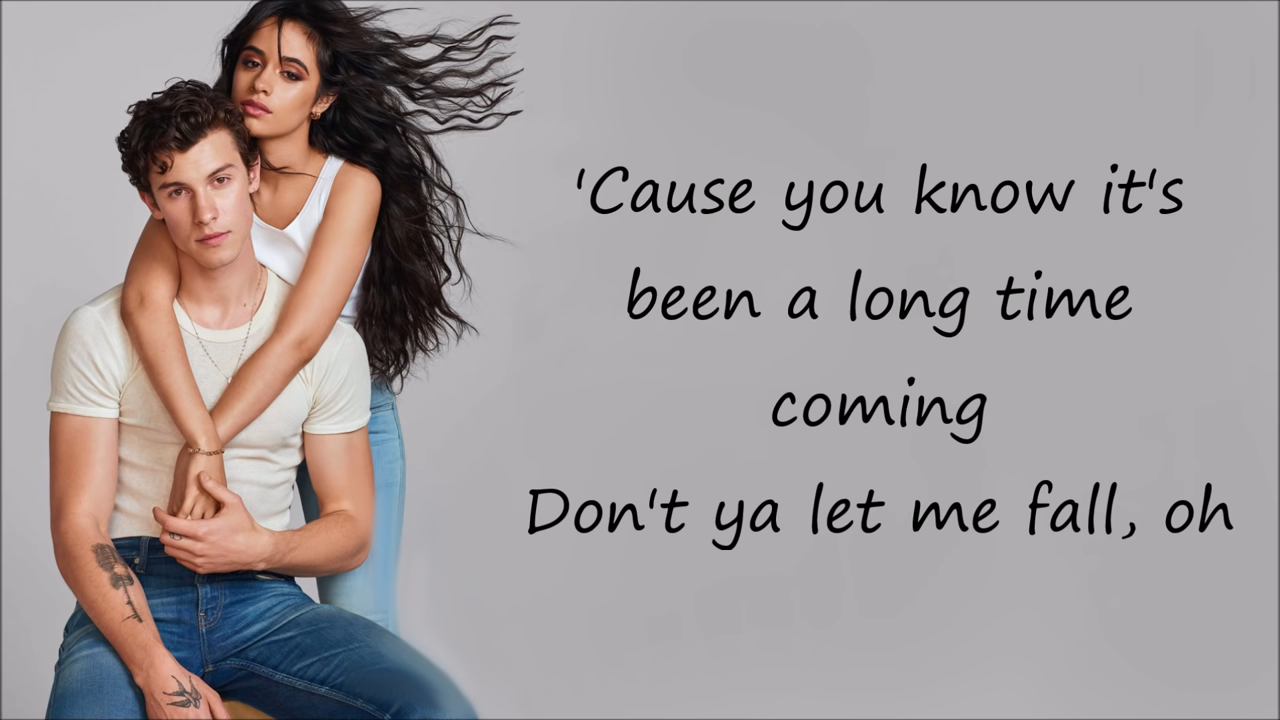 'Cause you know it's
been a long time
coming
Don't ya let me fall, oh